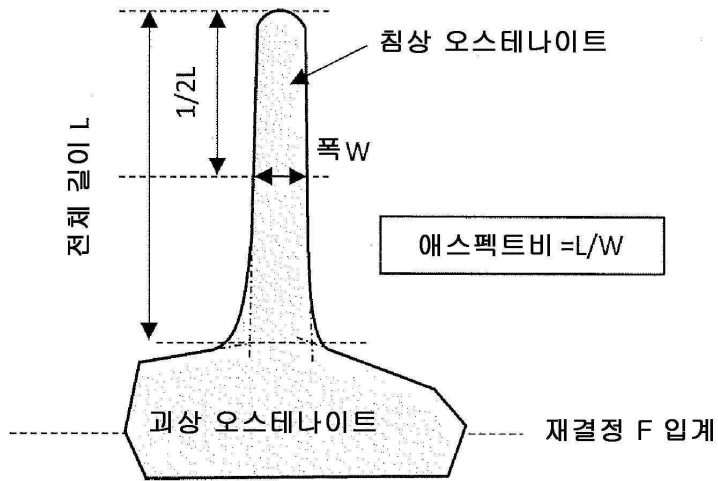 침상 오스테나이트
1/2L
전체 길이 L
폭W
애스펙트비 =L/W
괴상 오스테나이트
재결정 F 입계